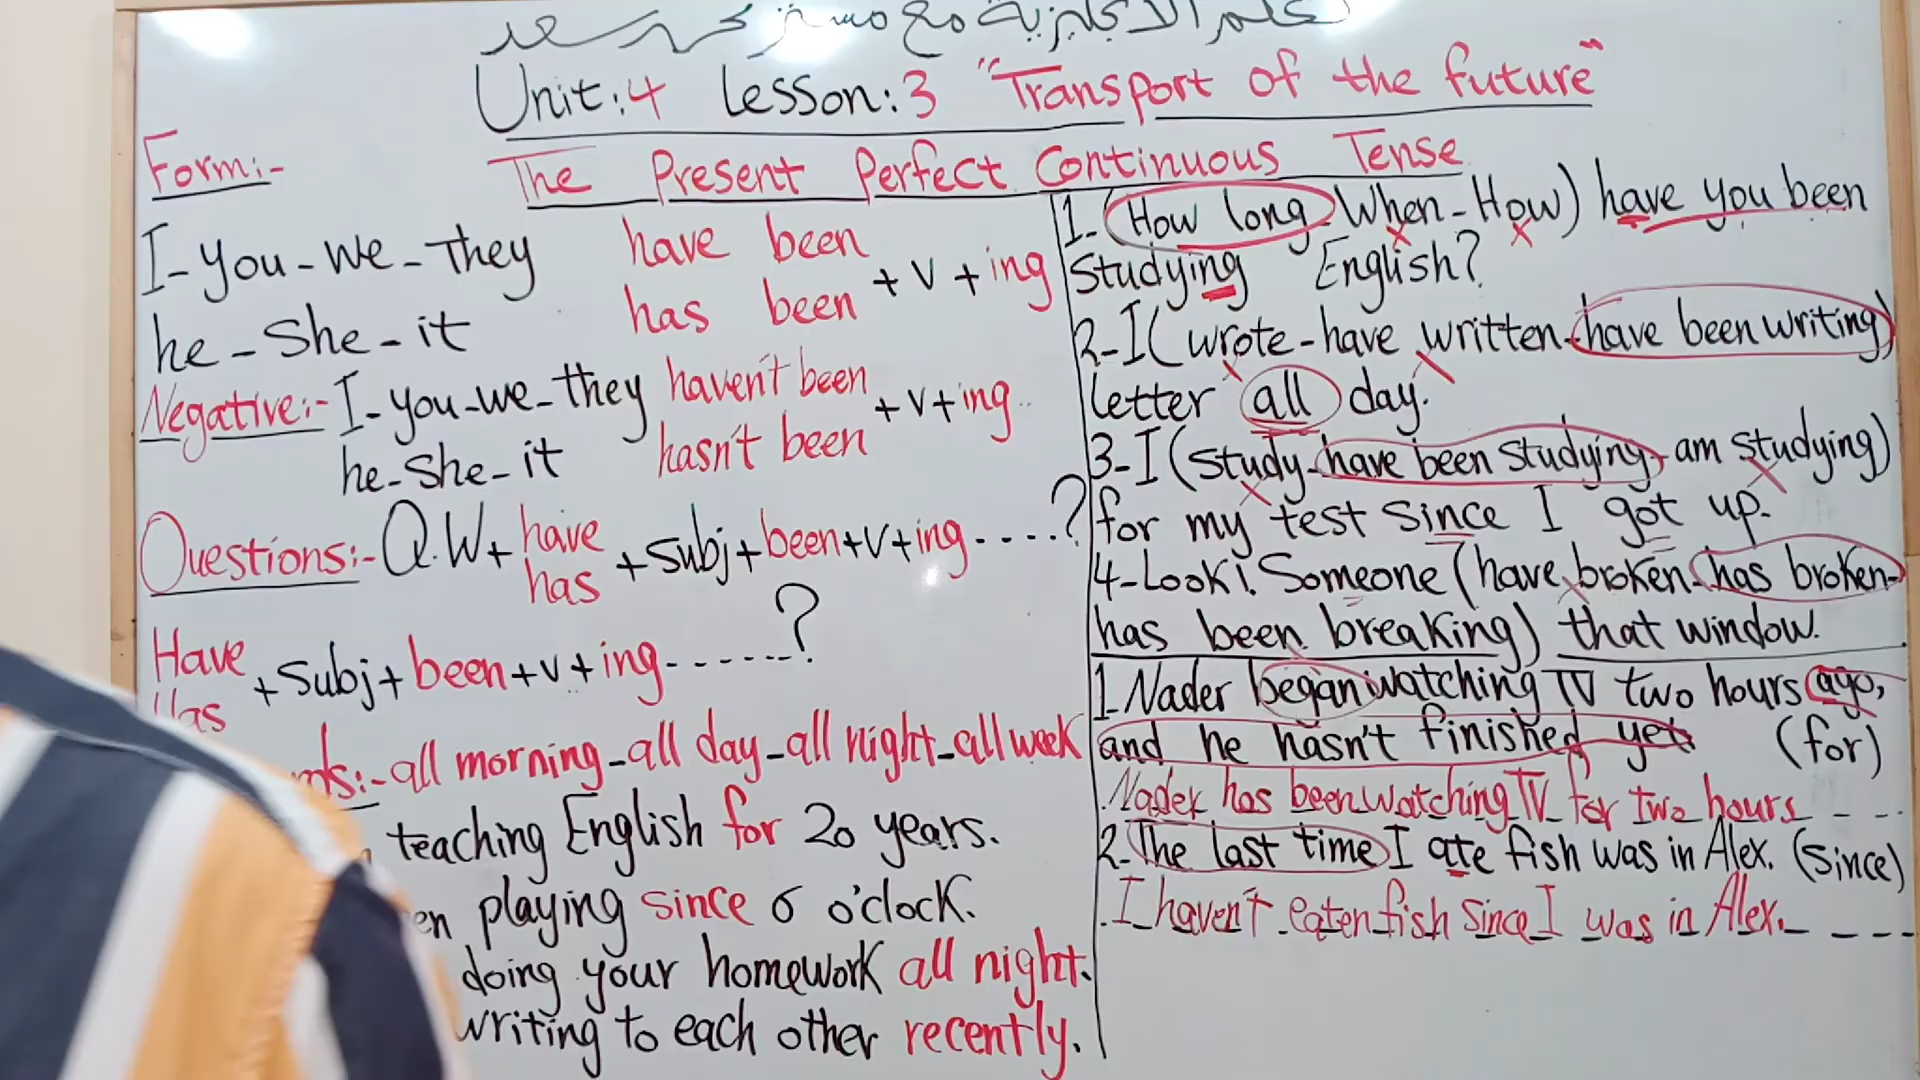 تعلم الانجليزية مع مستر محمد سعد
Unit:4 Lesson:3 "Transport of the future"
The Present Perfect Continuous Tense
Form:-
I-you-we-they have been
he-She-it has been
+v+ing
Negative:- I-you-we-they haven't been
he-She-it hasn't been
+v+ing
Questions:- Q.W+ have
has
+subj+been+v+ing-----?
Have
Has
+subj+been+v+ing------?
all morning-all day-all night-all week
teaching English for 20 years.
playing since 6 o'clock.
doing your homework all night.
writing to each other recently.
1-(How long-When-How) have you been
studying English?
2-I(wrote-have written-have been writing)
letter all day.
3-I(study-have been studying-am studying)
for my test since I got up.
4-Look!. Someone (have broken-has broken-
has been breaking) that window.
1.Nader began watching TV two hours ago,
and he hasn't finished yet. (for)
.Nader has been watching TV for two hours
2-The last time I ate fish was in Alex. (since)
.I haven't eaten fish since I was in Alex.